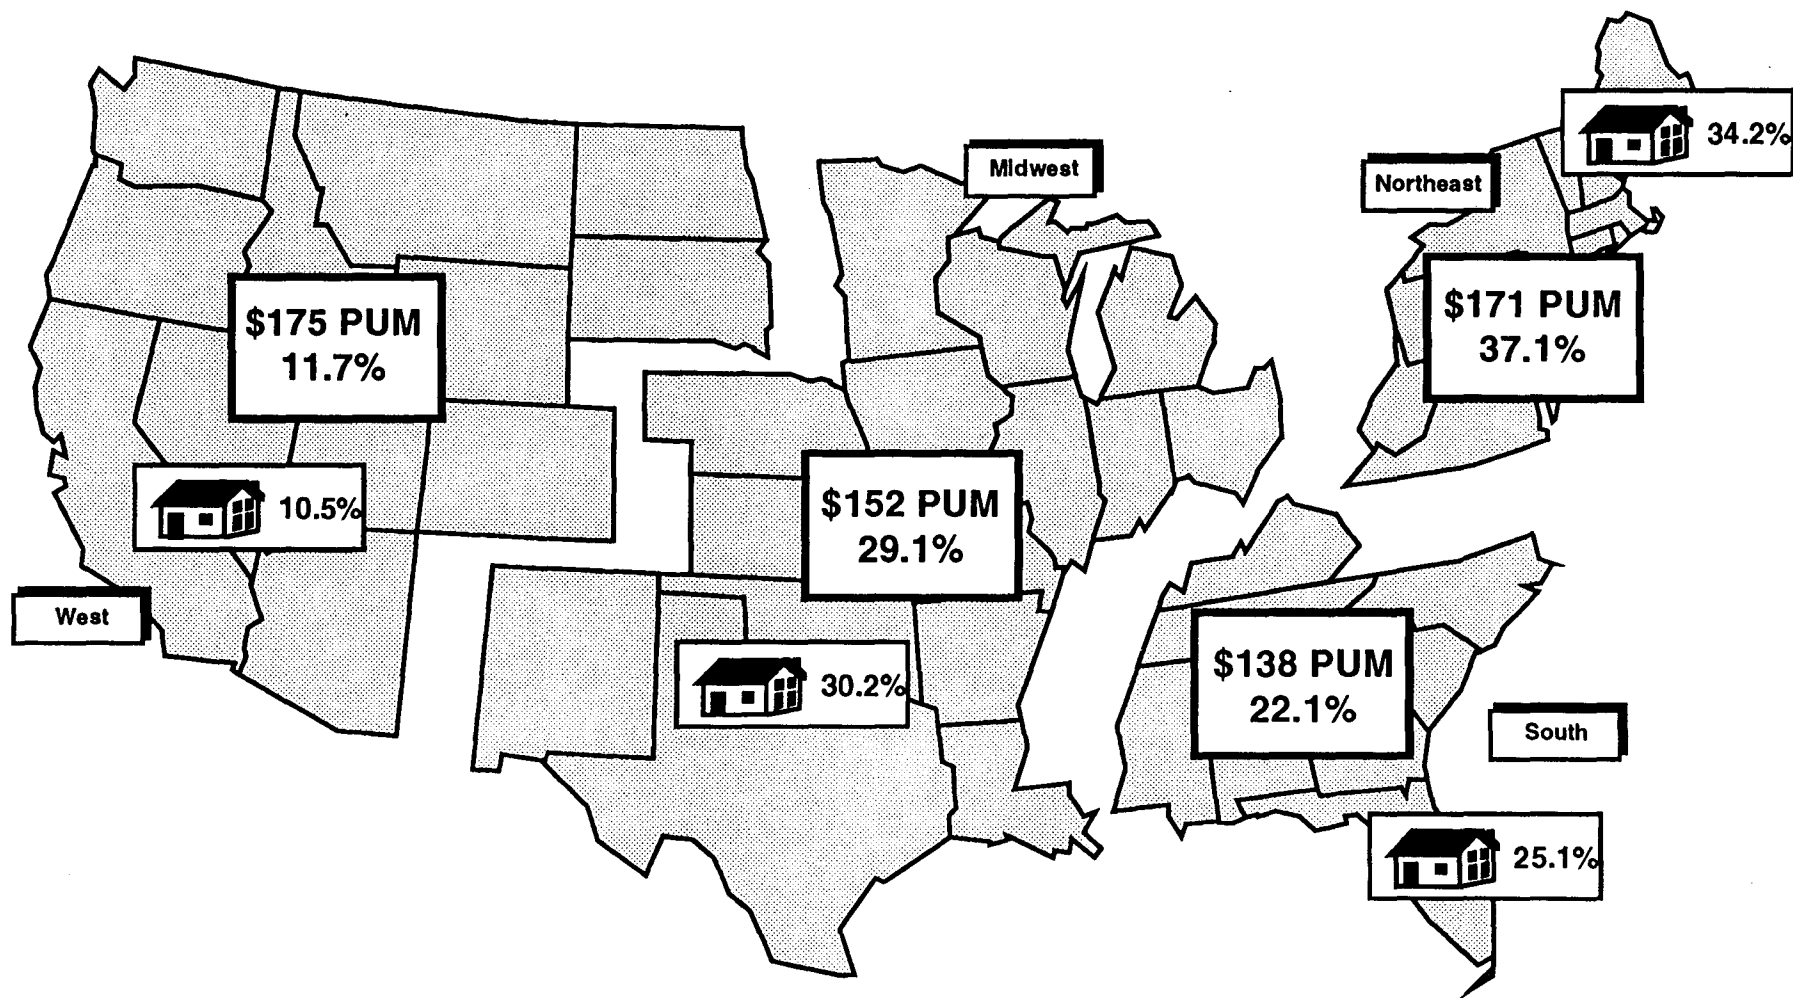 34.2%
Midwest
Northeast
$175 PUM
11.7%
$171 PUM
37.1%
10.5%
$152 PUM
29.1%
West
30.2%
$138 PUM
22.1%
South
25.1%